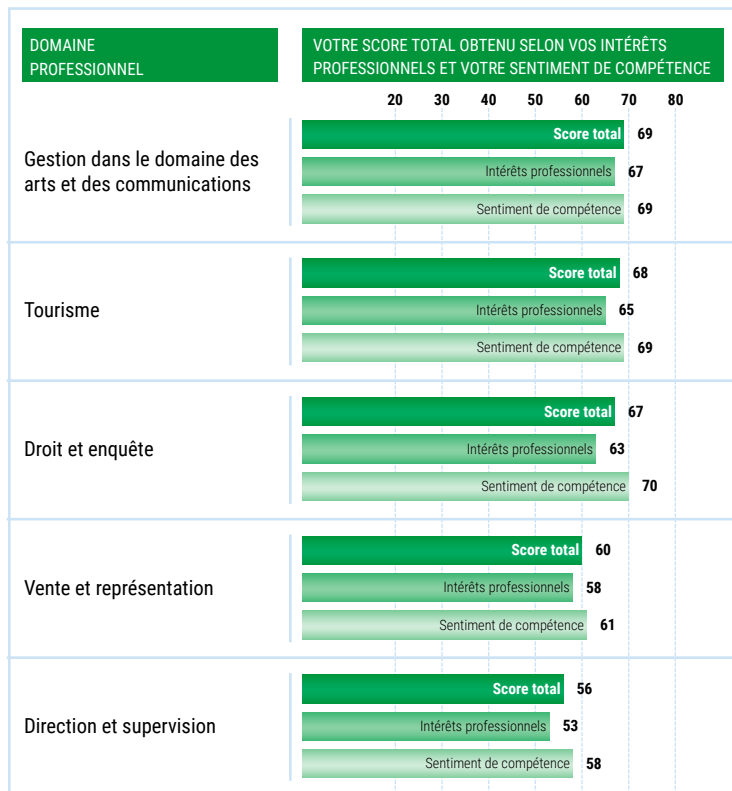 DOMAINE
PROFESSIONNEL
VOTRE SCORE TOTAL OBTENU SELON VOS INTÉRÊTS
PROFESSIONNELS ET VOTRE SENTIMENT DE COMPÉTENCE
20 30 40 50 60 70 80
Gestion dans le domaine des
arts et des communications
Score total 69
Intérêts professionnels 67
Sentiment de compétence 69
Tourisme
Score total 68
Intérêts professionnels 65
Sentiment de compétence 69
Droit et enquête
Score total 67
Intérêts professionnels 63
Sentiment de compétence 70
Vente et représentation
Score total 60
Intérêts professionnels 58
Sentiment de compétence 61
Direction et supervision
Score total 56
Intérêts professionnels 53
Sentiment de compétence 58